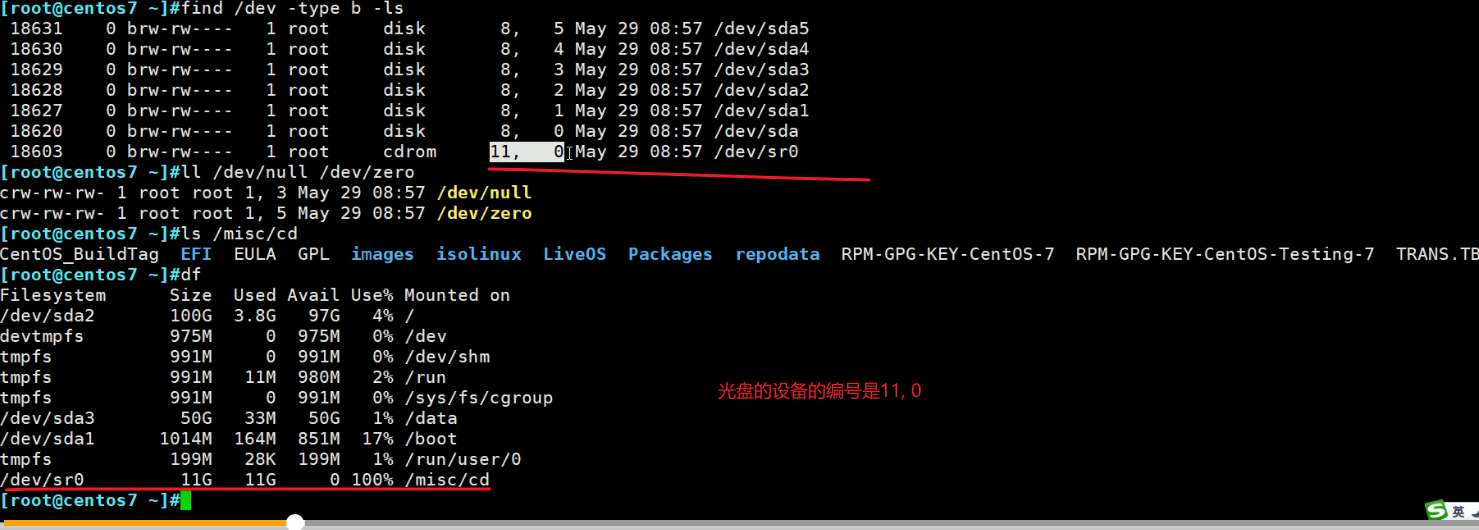 [root@centos7 ~]#find /dev -type b -ls
18631    0 brw-rw----   1 root     disk       8,   5 May 29 08:57 /dev/sda5
18630    0 brw-rw----   1 root     disk       8,   4 May 29 08:57 /dev/sda4
18629    0 brw-rw----   1 root     disk       8,   3 May 29 08:57 /dev/sda3
18628    0 brw-rw----   1 root     disk       8,   2 May 29 08:57 /dev/sda2
18627    0 brw-rw----   1 root     disk       8,   1 May 29 08:57 /dev/sda1
18620    0 brw-rw----   1 root     disk       8,   0 May 29 08:57 /dev/sda
18603    0 brw-rw----   1 root     cdrom     11,   0 May 29 08:57 /dev/sr0
[root@centos7 ~]#ll /dev/null /dev/zero
crw-rw-rw- 1 root root 1, 3 May 29 08:57 /dev/null
crw-rw-rw- 1 root root 1, 5 May 29 08:57 /dev/zero
[root@centos7 ~]#ls /misc/cd
CentOS_BuildTag  EFI  EULA  GPL  images  isolinux  LiveOS  Packages  repodata  RPM-GPG-KEY-CentOS-7  RPM-GPG-KEY-CentOS-Testing-7  TRANS.TB
[root@centos7 ~]#df
Filesystem      Size  Used Avail Use% Mounted on
/dev/sda2       100G  3.8G   97G   4% /
devtmpfs        975M     0  975M   0% /dev
tmpfs           991M     0  991M   0% /dev/shm
tmpfs           991M   11M  980M   2% /run
tmpfs           991M     0  991M   0% /sys/fs/cgroup
光盘的设备的编号是11, 0
/dev/sda3        50G   33M   50G   1% /data
/dev/sda1      1014M  164M  851M  17% /boot
tmpfs           199M   28K  199M   1% /run/user/0
/dev/sr0         11G   11G     0 100% /misc/cd
[root@centos7 ~]#
S 英